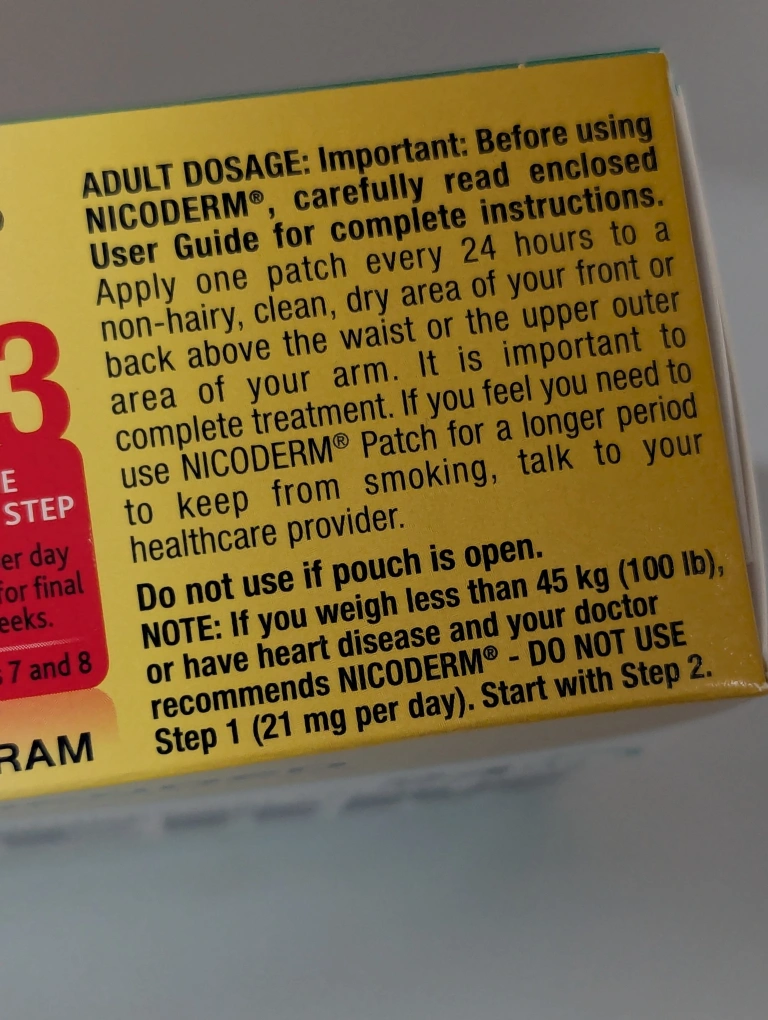 ADULT DOSAGE: Important: Before using
NICODERM®, carefully read enclosed
User Guide for complete instructions.
Apply one patch every 24 hours to a
non-hairy, clean, dry area of your front or
back above the waist or the upper outer
area of your arm. It is important to
complete treatment. If you feel you need to
use NICODERM® Patch for a longer period
to keep from smoking, talk to your
healthcare provider.
Do not use if pouch is open.
NOTE: If you weigh less than 45 kg (100 lb),
or have heart disease and your doctor
recommends NICODERM® - DO NOT USE
Step 1 (21 mg per day). Start with Step 2.
3
E
STEP
er day
for final
eeks.
s 7 and 8
RAM